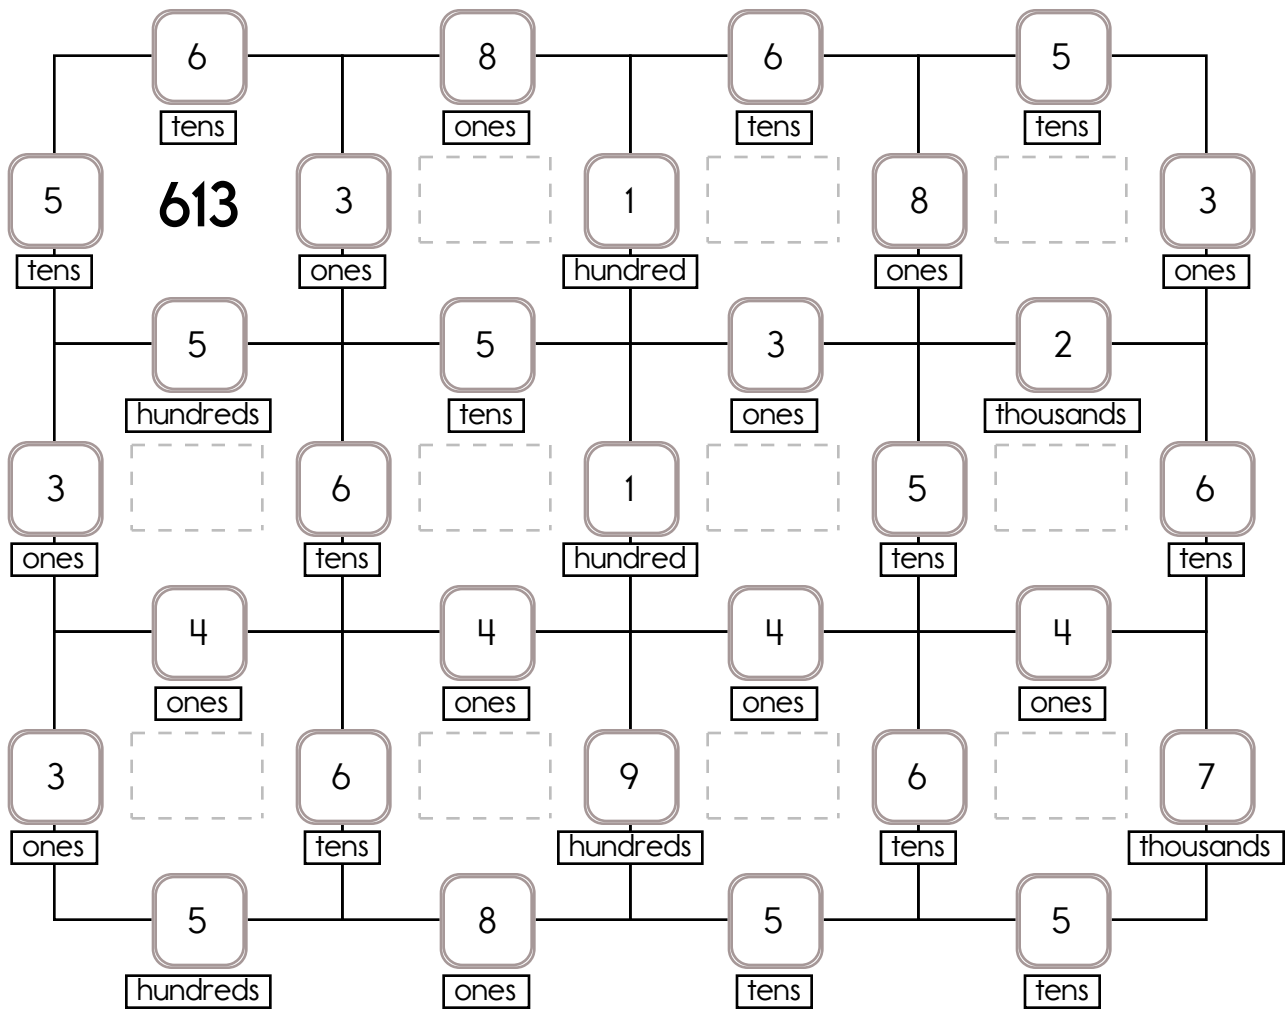 6 8 6 5
tens ones tens tens
5 613 3 1 8 3
tens ones hundred ones ones
5 5 3 2
hundreds tens ones thousands
3 6 1 5 6
ones tens hundred tens tens
4 4 4 4
ones ones ones ones
3 6 9 6 7
ones tens hundreds tens thousands
5 8 5 5
hundreds ones tens tens